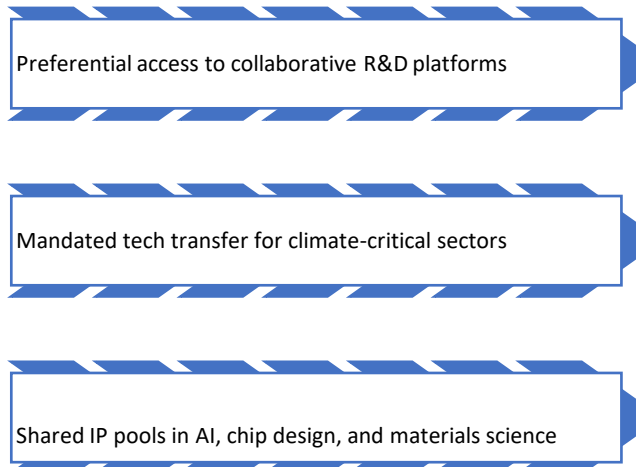 Preferential access to collaborative R&D platforms
Mandated tech transfer for climate-critical sectors
Shared IP pools in AI, chip design, and materials science